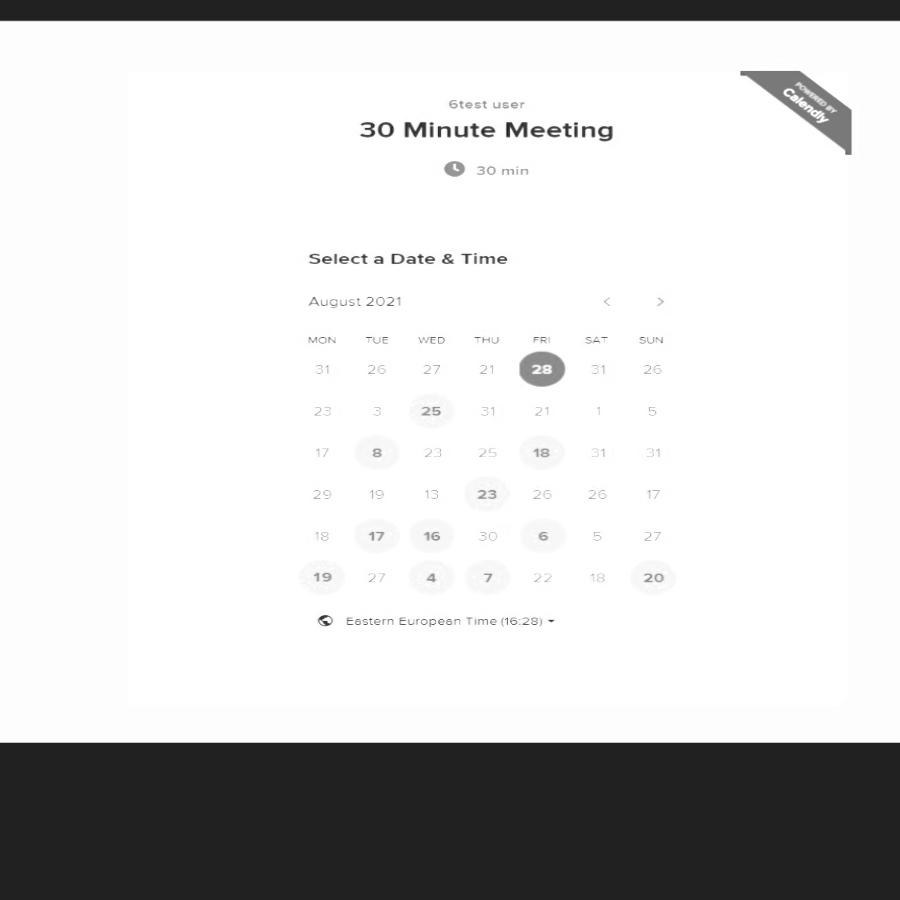 POWERED BY
Calendly
6test user
30 Minute Meeting
30 min
Select a Date & Time
August 2021 < >
MON TUE WED THU FRI SAT SUN
31 26 27 21 28 31 26
23 3 25 31 21 1 5
17 8 23 25 18 31 31
29 19 13 23 26 26 17
18 17 16 30 6 5 27
19 27 4 7 22 18 20
Eastern European Time (16:28)